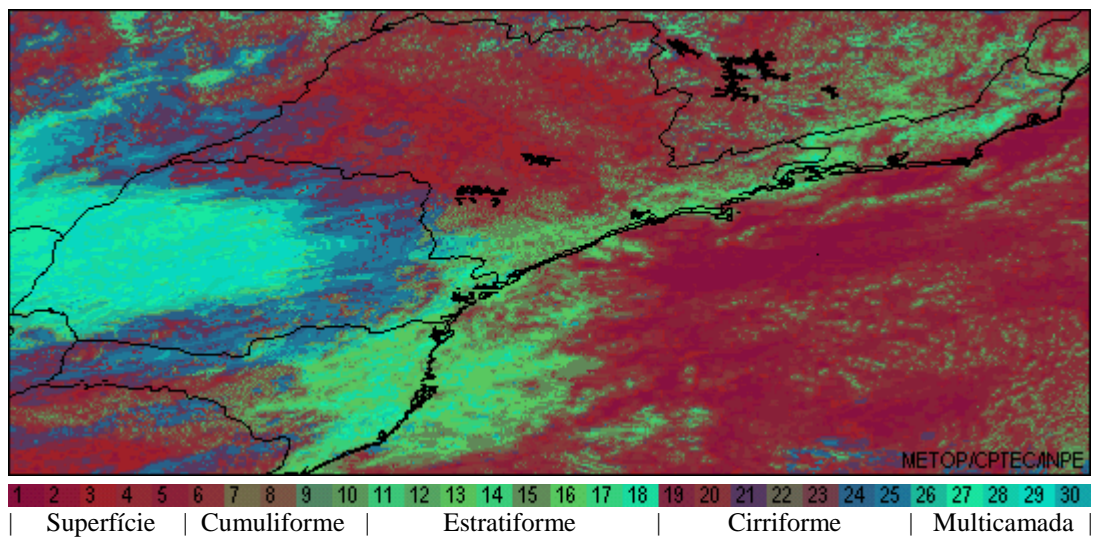 METOP/CPTEC/INPE
1 2 3 4 5 6 7 8 9 10 11 12 13 14 15 16 17 18 19 20 21 22 23 24 25 26 27 28 29 30
| Superfície | Cumuliforme | Estratiforme | Cirriforme | Multicamada |